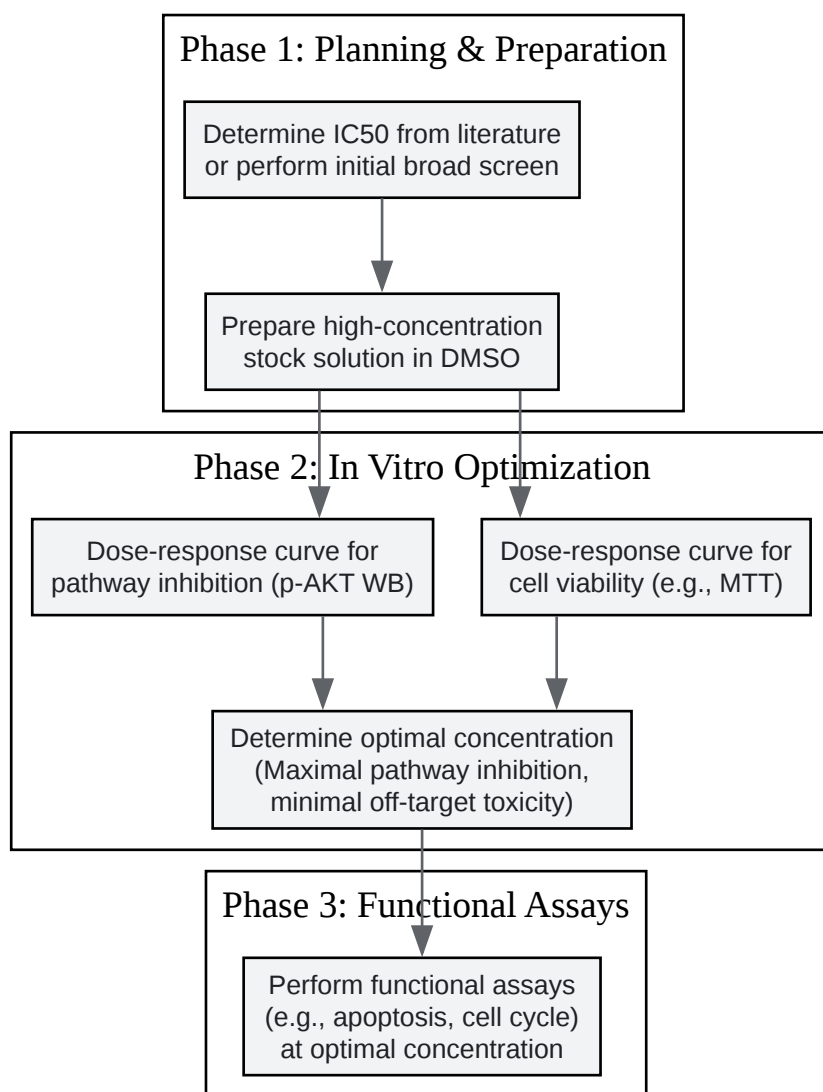 Phase 1: Planning & Preparation
Determine IC50 from literature
or perform initial broad screen
Prepare high-concentration
stock solution in DMSO
Phase 2: In Vitro Optimization
Dose-response curve for
pathway inhibition (p-AKT WB)
Dose-response curve for
cell viability (e.g., MTT)
Determine optimal concentration
(Maximal pathway inhibition,
minimal off-target toxicity)
Phase 3: Functional Assays
Perform functional assays
(e.g., apoptosis, cell cycle)
at optimal concentration